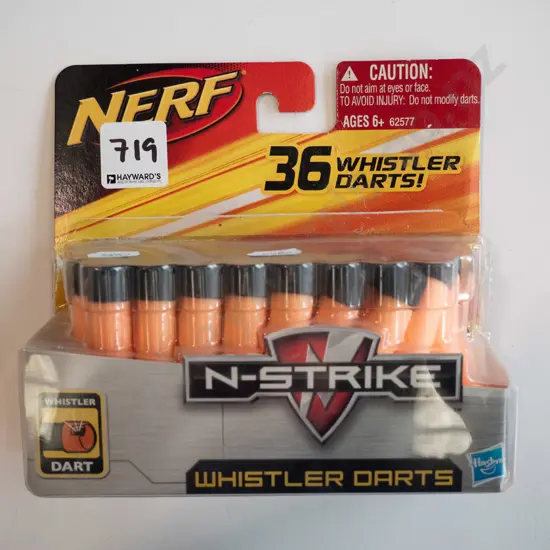 NERF
719
HAYWARD'S
CAUTION:
Do not aim at eyes or face.
TO AVOID INJURY: Do not modify darts.
AGES 6+ 62577
36 WHISTLER
DARTS!
N-STRIKE
WHISTLER
DART
WHISTLER DARTS
Hasbro